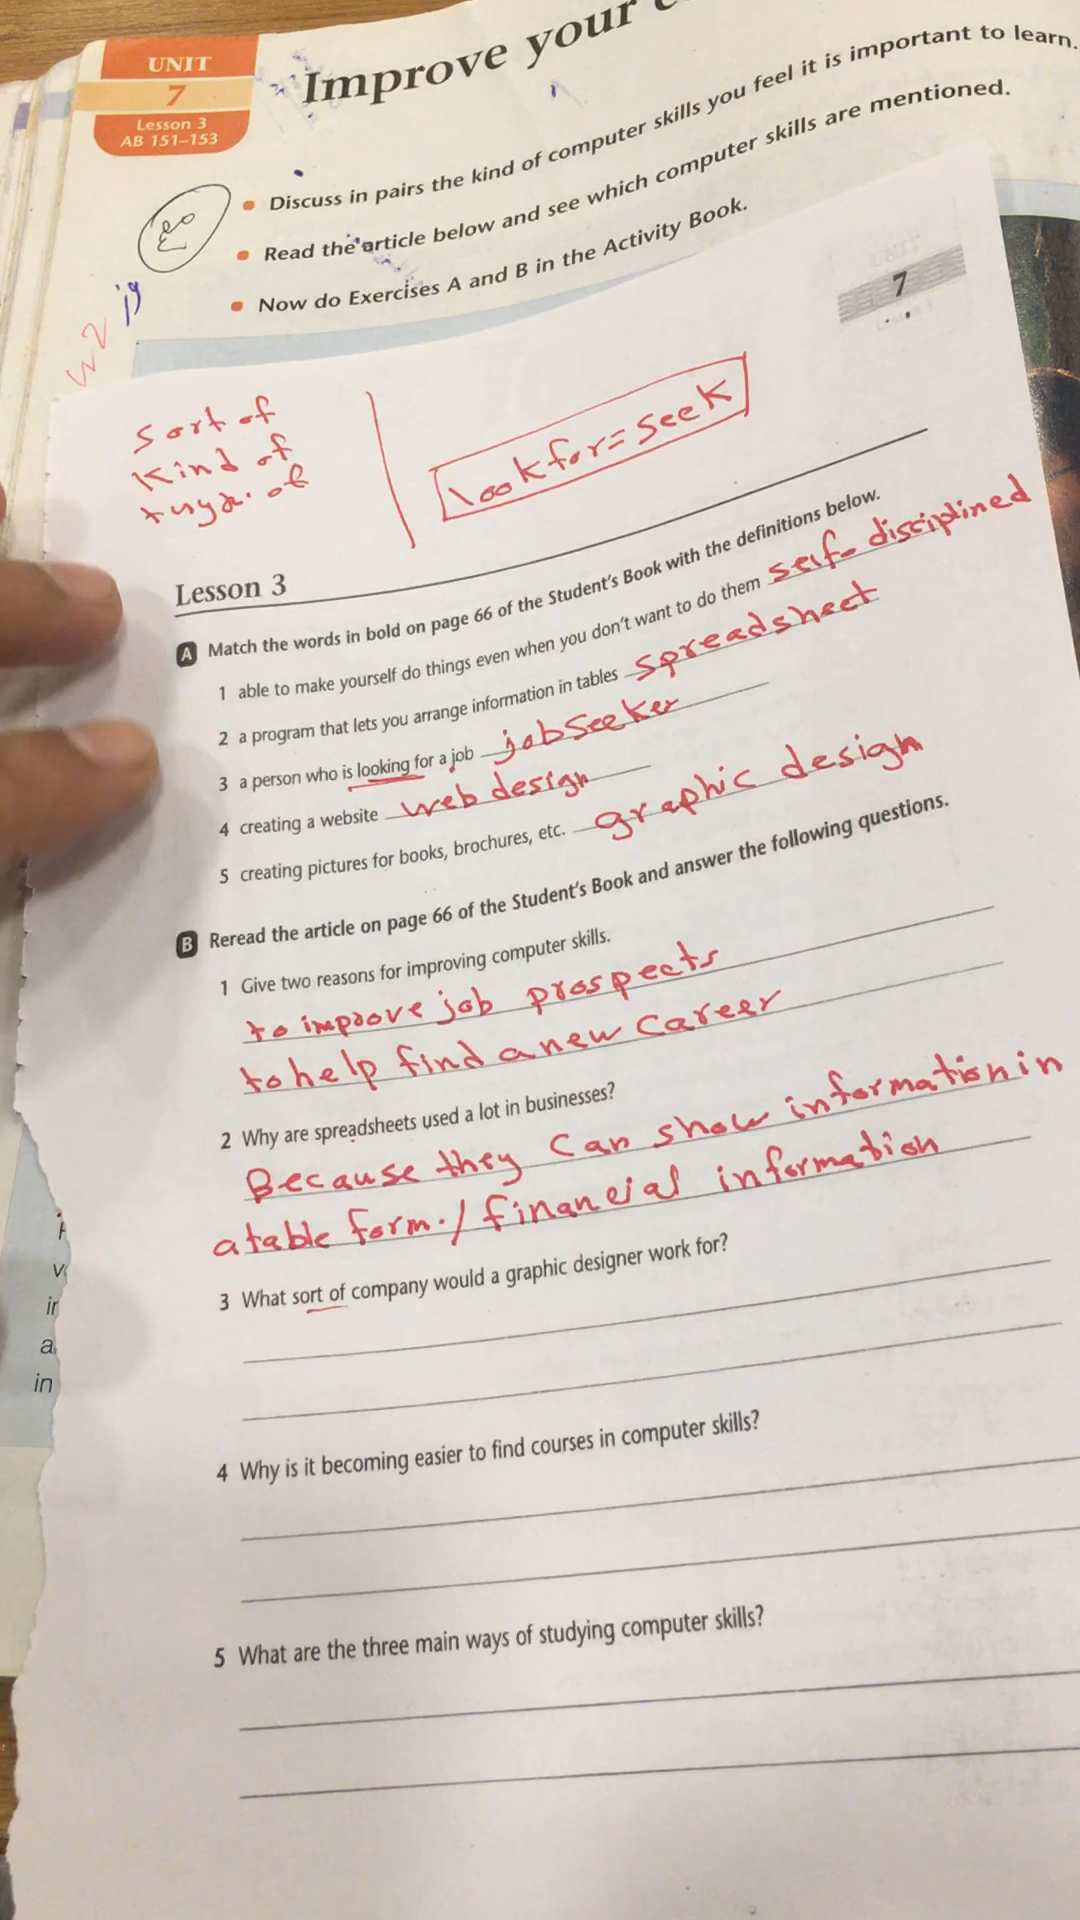 UNIT
7
Lesson 3
AB 151–153
Improve your
Discuss in pairs the kind of computer skills you feel it is important to learn.
Read the article below and see which computer skills are mentioned.
Now do Exercises A and B in the Activity Book.
UNIT
7
sort of
Kind of
look for = seek
Lesson 3
A Match the words in bold on page 66 of the Student's Book with the definitions below.
1 able to make yourself do things even when you don't want to do them self-disciplined
2 a program that lets you arrange information in tables spreadsheet
3 a person who is looking for a job jobseeker
4 creating a website web design
5 creating pictures for books, brochures, etc. graphic design
B Reread the article on page 66 of the Student's Book and answer the following questions.
1 Give two reasons for improving computer skills.
to improve job prospects
to help find a new career
2 Why are spreadsheets used a lot in businesses?
Because they can show information in
a table form. / financial information
3 What sort of company would a graphic designer work for?
4 Why is it becoming easier to find courses in computer skills?
5 What are the three main ways of studying computer skills?
in